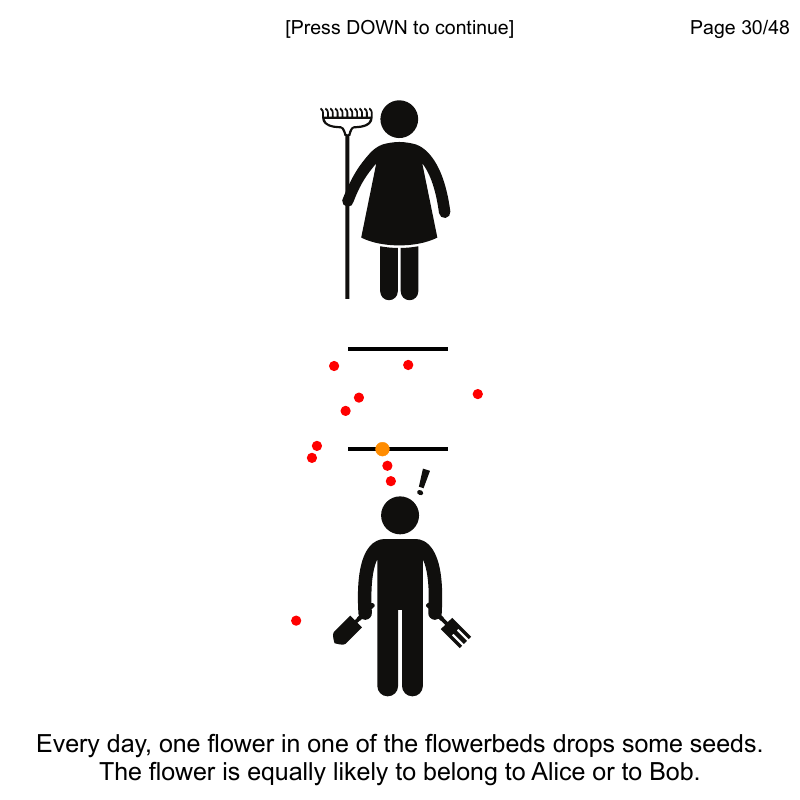 [Press DOWN to continue]
Page 30/48
!
Every day, one flower in one of the flowerbeds drops some seeds.
The flower is equally likely to belong to Alice or to Bob.